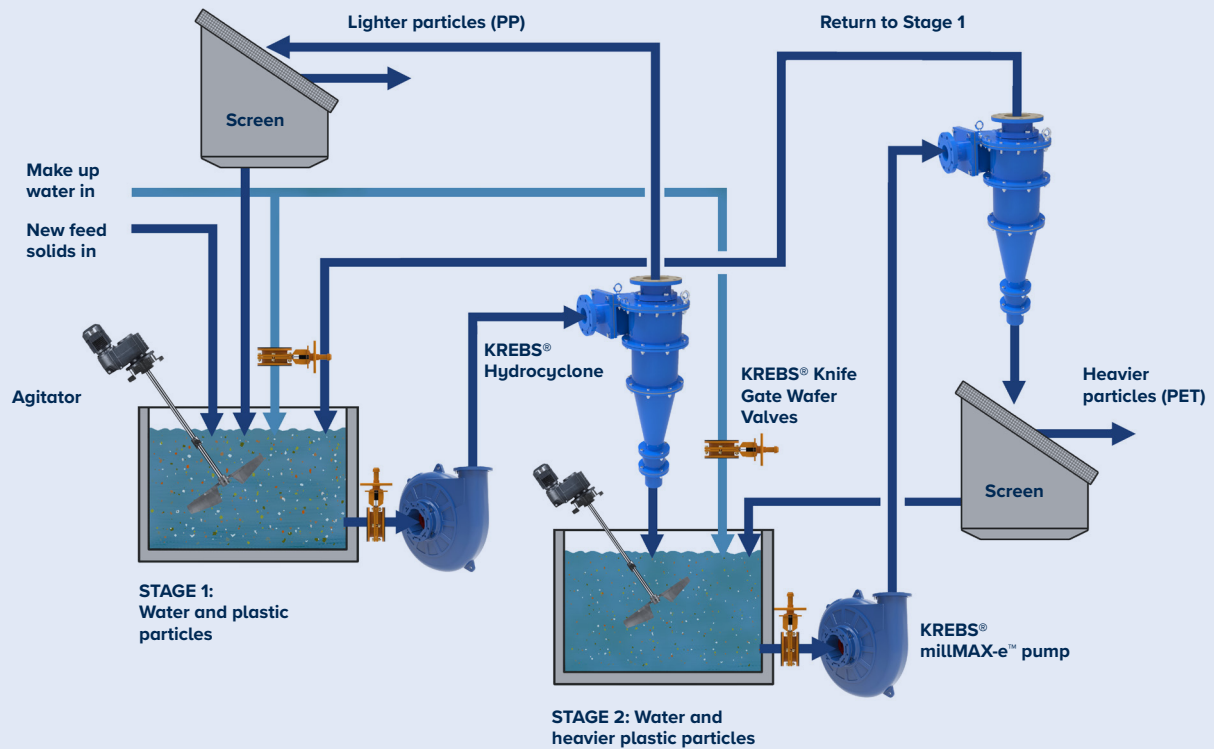 Lighter particles (PP)
Return to Stage 1
Screen
Make up
water in
New feed
solids in
KREBS®
Hydrocyclone
KREBS® Knife
Gate Wafer
Valves
Heavier
particles (PET)
Agitator
Screen
STAGE 1:
Water and plastic
particles
KREBS®
millMAX-e™ pump
STAGE 2: Water and
heavier plastic particles